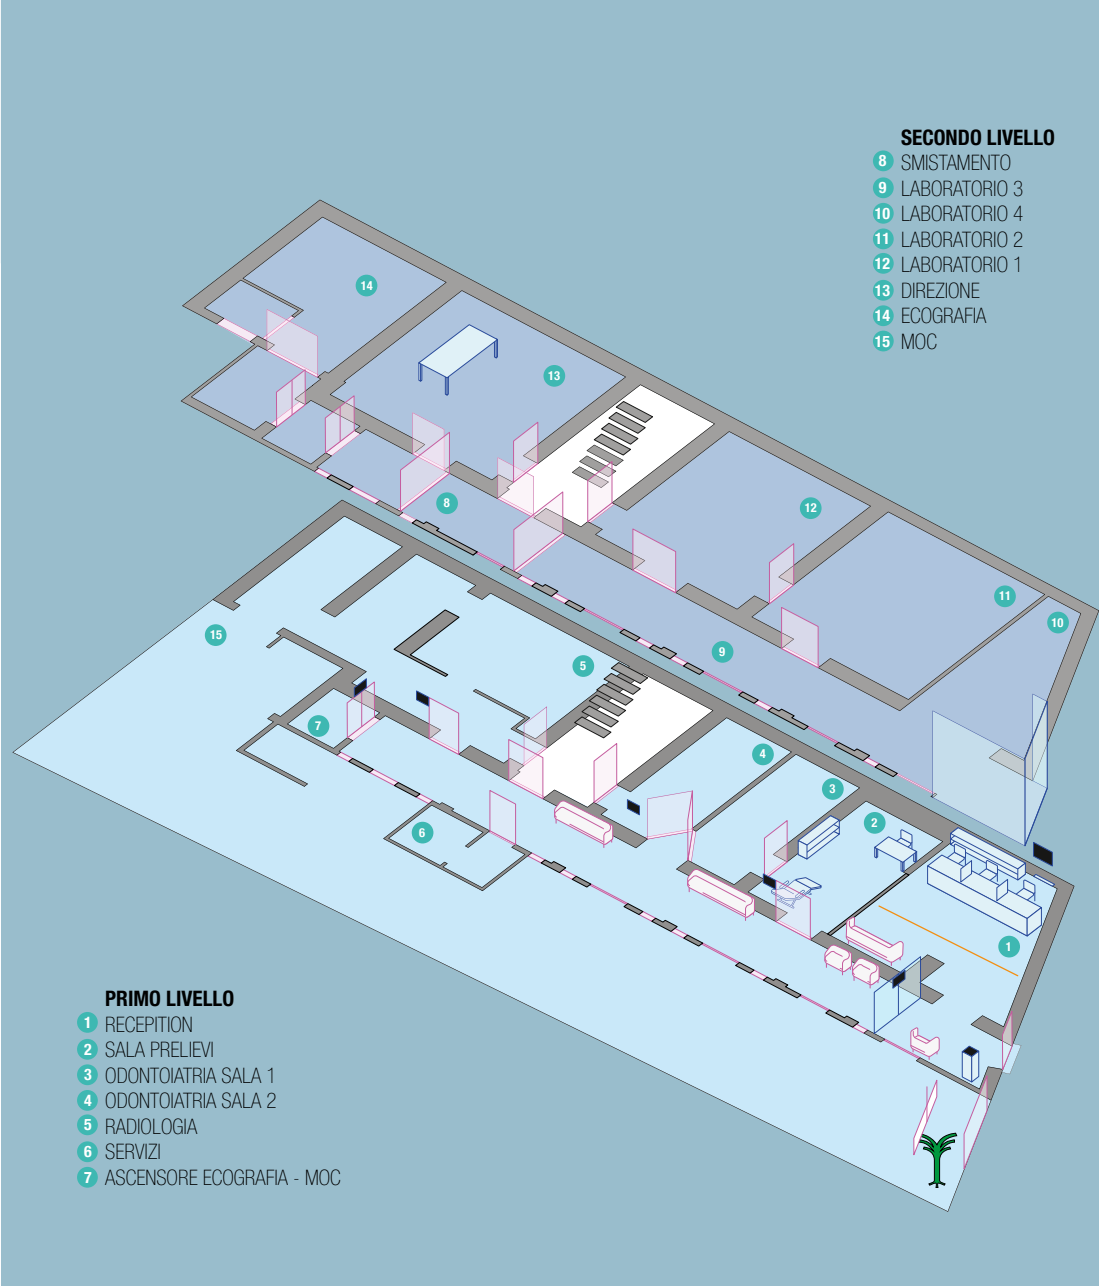 SECONDO LIVELLO
8 SMISTAMENTO
9 LABORATORIO 3
10 LABORATORIO 4
11 LABORATORIO 2
12 LABORATORIO 1
13 DIREZIONE
14 ECOGRAFIA
15 MOC
14
13
8
12
11
10
9
15
5
7
4
3
2
6
1
PRIMO LIVELLO
1 RECEPITION
2 SALA PRELIEVI
3 ODONTOIATRIA SALA 1
4 ODONTOIATRIA SALA 2
5 RADIOLOGIA
6 SERVIZI
7 ASCENSORE ECOGRAFIA - MOC